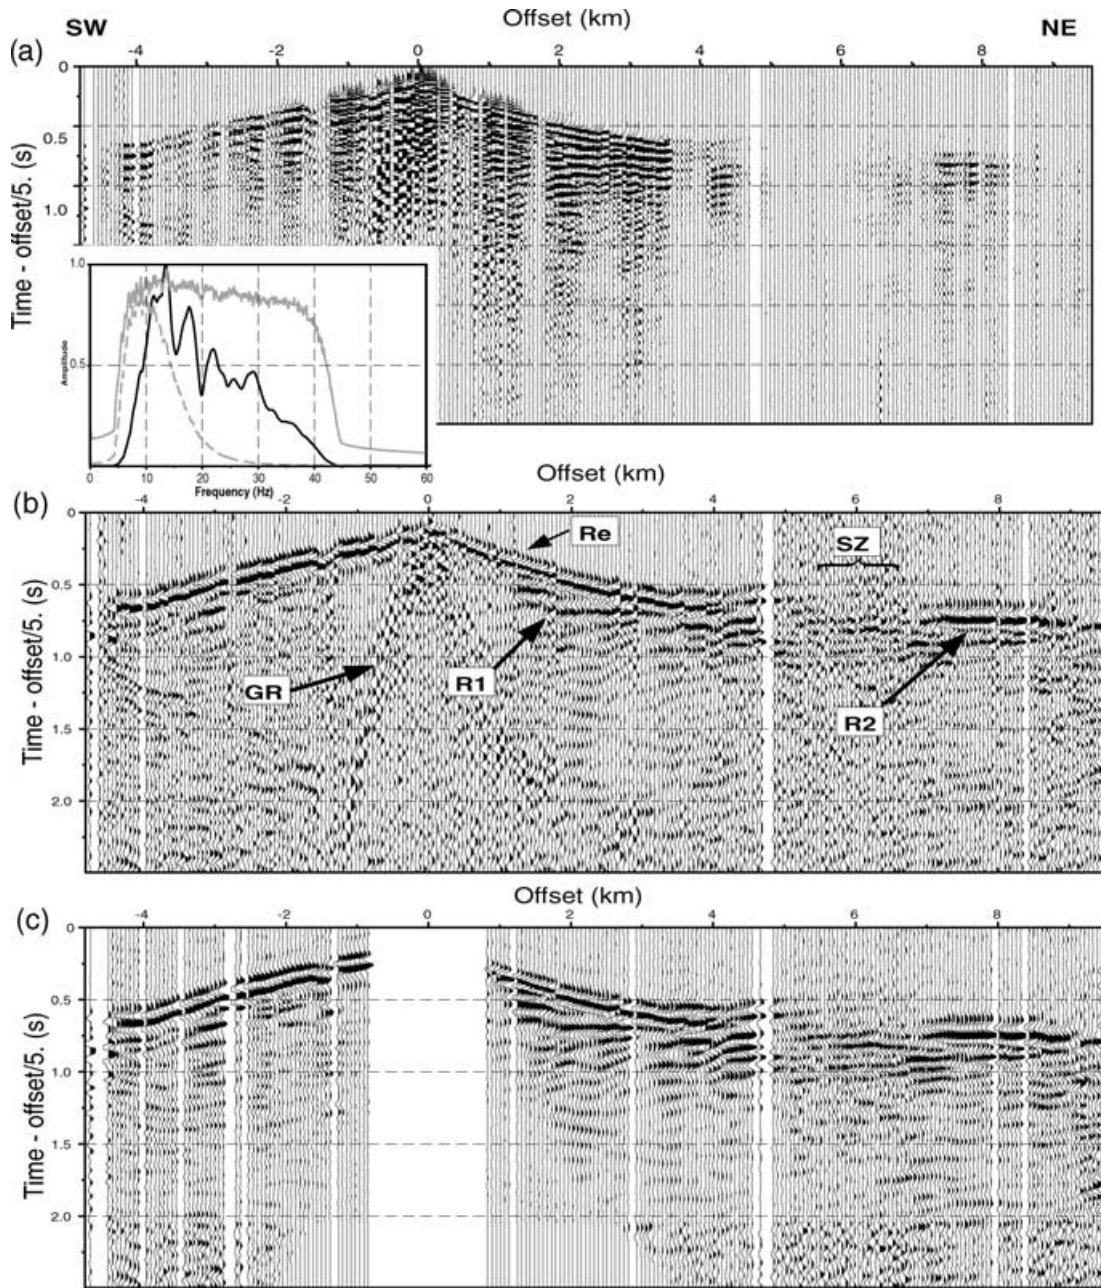 SW
Offset (km)
NE
(a)
-4 -2 0 2 4 6 8
0
0.5
1.0
Time - offset/5. (s)
1.0
0.5
Amplitude
0 10 20 30 40 50 60
Frequency (Hz)
Offset (km)
(b)
-4 -2 0 2 4 6 8
0
0.5
1.0
1.5
2.0
Time - offset/5. (s)
Re
SZ
GR
R1
R2
Offset (km)
(c)
-4 -2 0 2 4 6 8
0
0.5
1.0
1.5
2.0
Time - offset/5. (s)